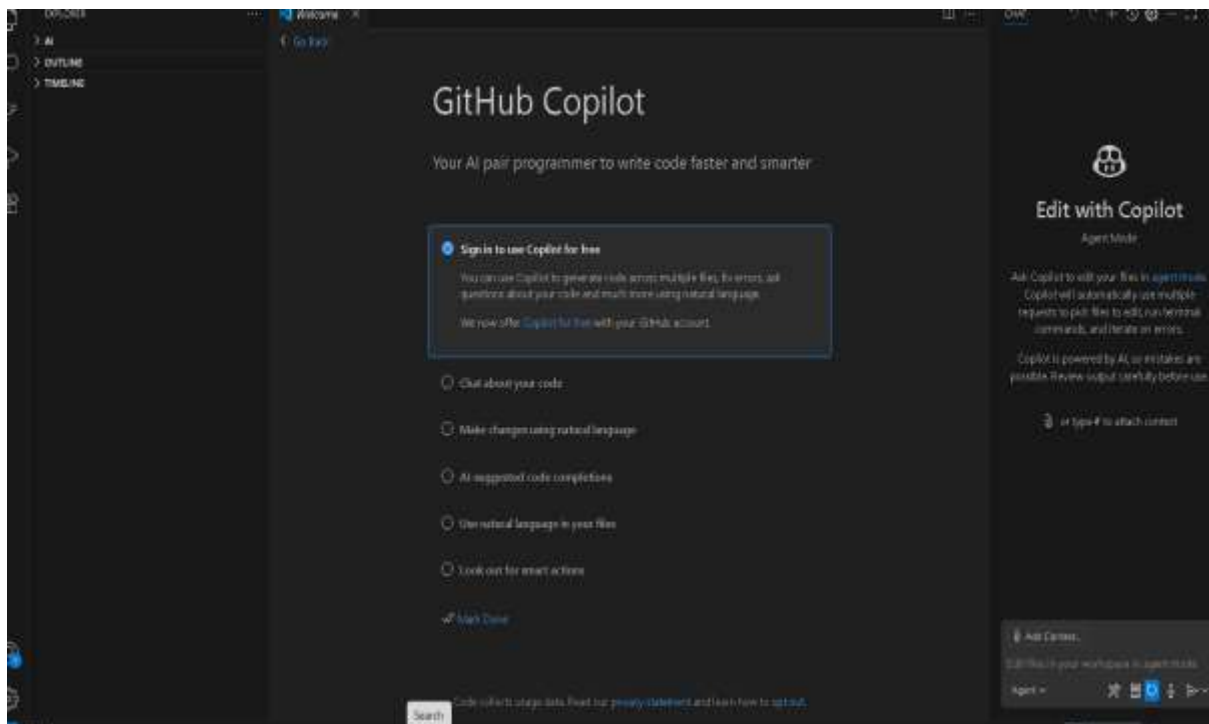 EXPLORER
Welcome
CHAT
AI
Go Back
OUTLINE
TIMELINE
GitHub Copilot
Your AI pair programmer to write code faster and smarter
Sign in to use Copilot for free
You can use Copilot to generate code across multiple files, fix errors, ask
questions about your code and much more using natural language.
We now offer Copilot for free with your GitHub account.
Chat about your code
Make changes using natural language
AI suggested code completions
Use natural language in your files
Look out for smart actions
Mark Done
Code collects usage data. Read our privacy statement and learn how to opt out.
Search
Edit with Copilot
Agent Mode
Ask Copilot to edit your files in agent mode.
Copilot will automatically use multiple
requests to pick files to edit, run terminal
commands, and iterate on errors.
Copilot is powered by AI, so mistakes are
possible. Review output carefully before use.
or type # to attach context
Add Context...
Edit files in your workspace in agent mode
Agent